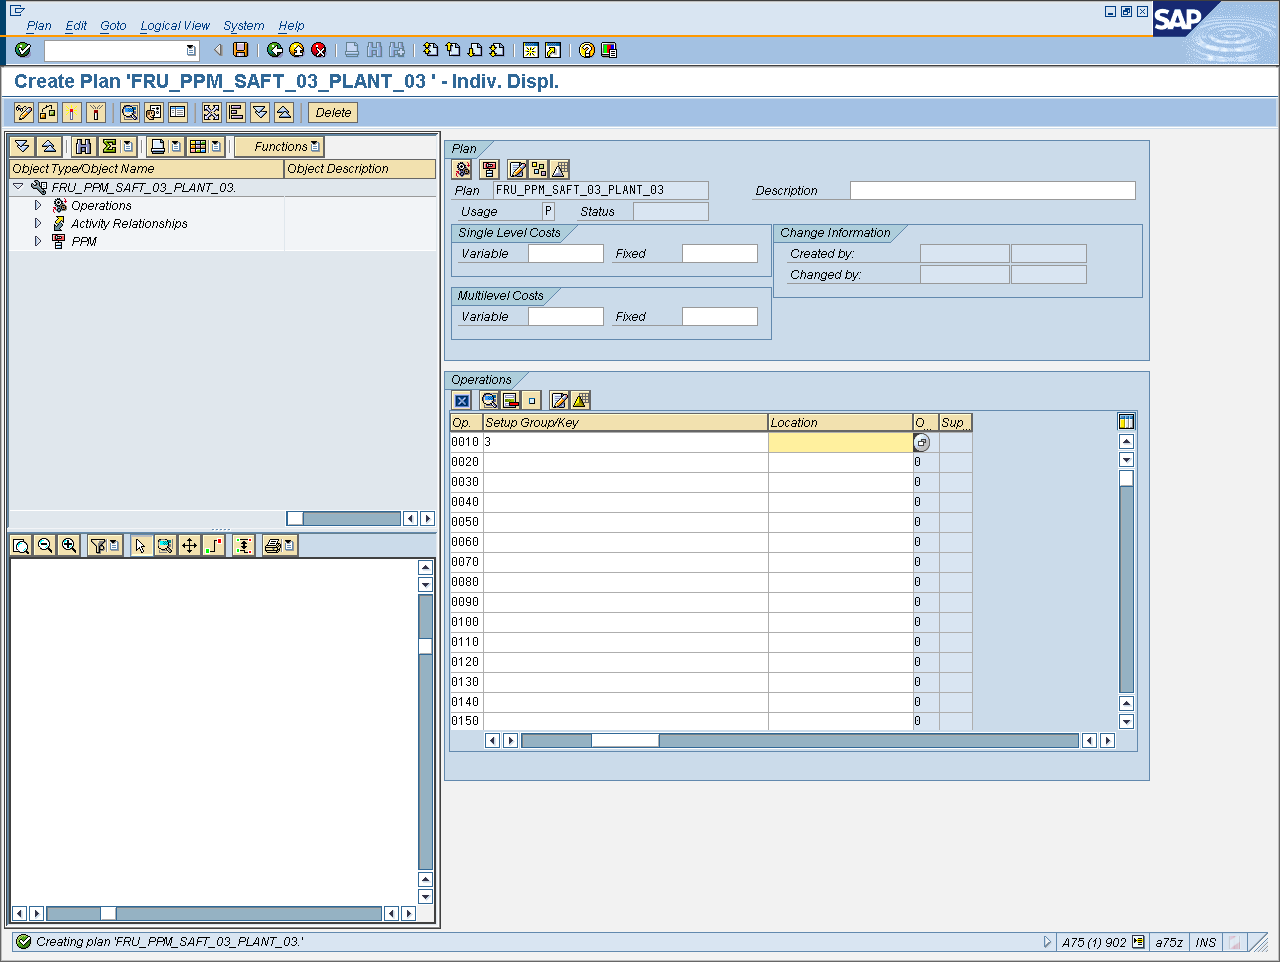 Plan Edit Goto Logical View System Help
SAP
Create Plan 'FRU_PPM_SAFT_03_PLANT_03 ' - Indiv. Displ.
Delete
Functions
Object Type/Object Name Object Description
FRU_PPM_SAFT_03_PLANT_03.
Operations
Activity Relationships
PPM
Plan
Plan FRU_PPM_SAFT_03_PLANT_03 Description
Usage P Status
Single Level Costs
Variable Fixed
Change Information
Created by:
Changed by:
Multilevel Costs
Variable Fixed
Operations
Op. Setup Group/Key Location O... Sup...
0010 3
0020 0
0030 0
0040 0
0050 0
0060 0
0070 0
0080 0
0090 0
0100 0
0110 0
0120 0
0130 0
0140 0
0150 0
Creating plan 'FRU_PPM_SAFT_03_PLANT_03.'
A75 (1) 902 a75z INS